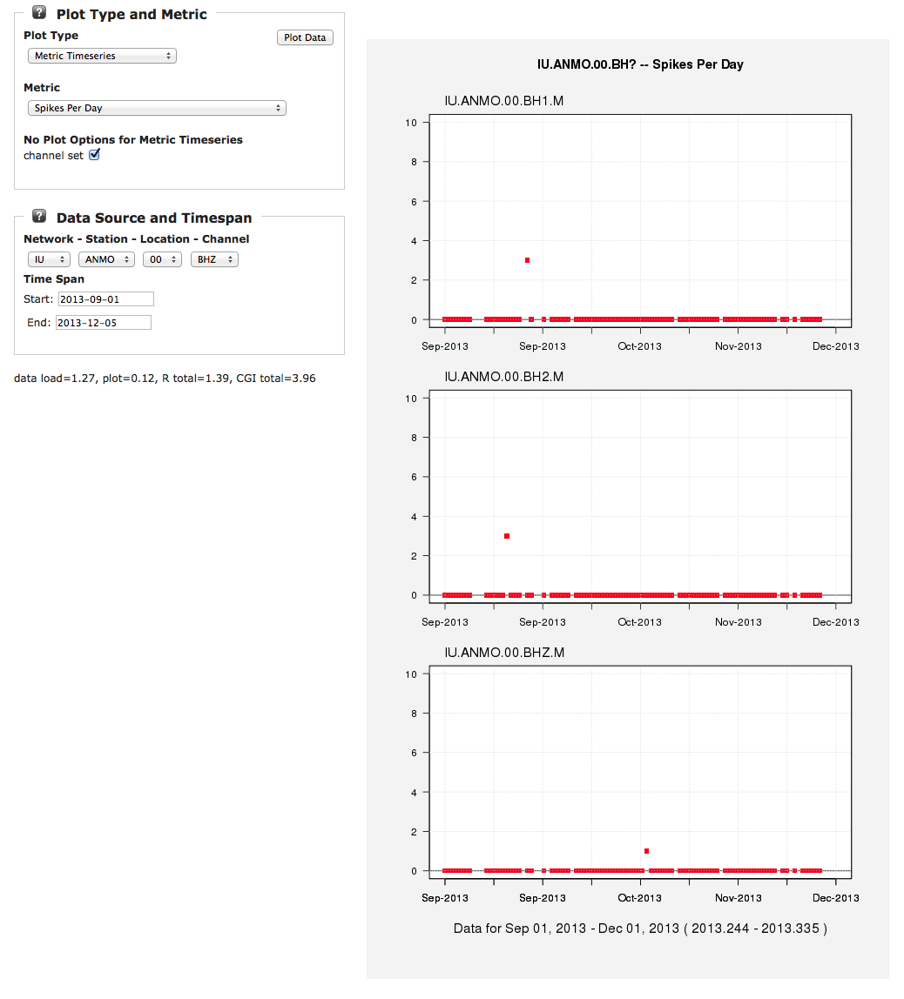 ? Plot Type and Metric
Plot Type
Plot Data
Metric Timeseries
Metric
Spikes Per Day
No Plot Options for Metric Timeseries
channel set
? Data Source and Timespan
Network - Station - Location - Channel
IU ANMO 00 BHZ
Time Span
Start: 2013-09-01
End: 2013-12-05
data load=1.27, plot=0.12, R total=1.39, CGI total=3.96
IU.ANMO.00.BH? -- Spikes Per Day
IU.ANMO.00.BH1.M
10
8
6
4
2
0
Sep-2013 Sep-2013 Oct-2013 Nov-2013 Dec-2013
IU.ANMO.00.BH2.M
10
8
6
4
2
0
Sep-2013 Sep-2013 Oct-2013 Nov-2013 Dec-2013
IU.ANMO.00.BHZ.M
10
8
6
4
2
0
Sep-2013 Sep-2013 Oct-2013 Nov-2013 Dec-2013
Data for Sep 01, 2013 - Dec 01, 2013 ( 2013.244 - 2013.335 )